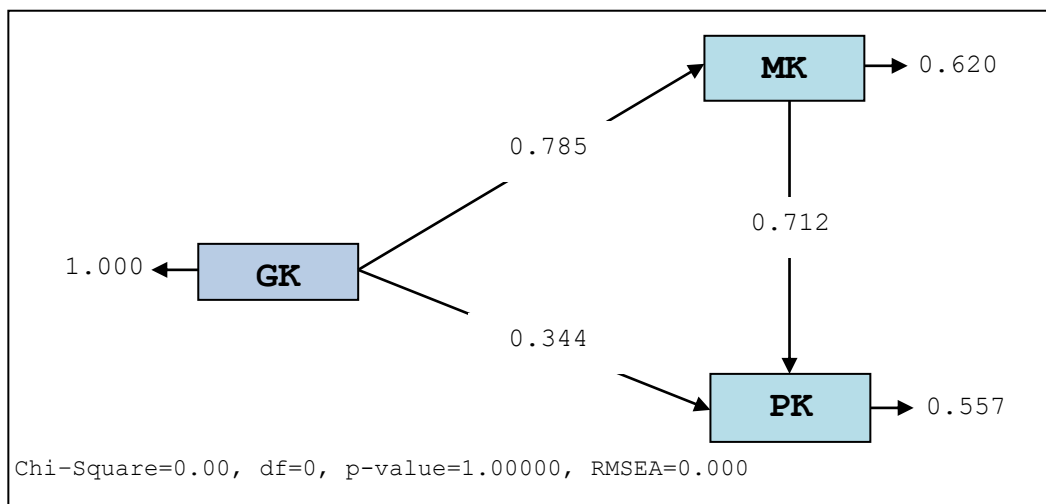 MK
0.620
0.785
0.712
1.000
GK
0.344
PK
0.557
Chi-Square=0.00, df=0, p-value=1.00000, RMSEA=0.000